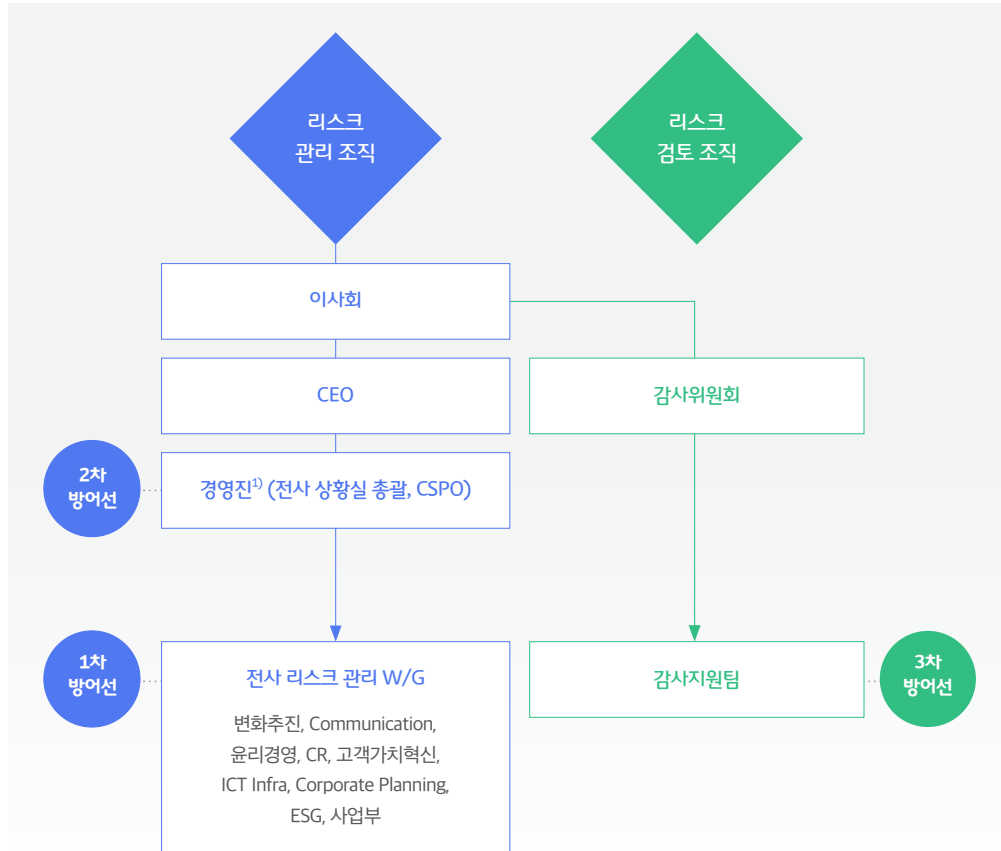 리스크
관리 조직
리스크
검토 조직
이사회
CEO
감사위원회
2차
방어선
경영진1) (전사 상황실 총괄, CSPO)
1차
방어선
전사 리스크 관리 W/G
변화추진, Communication,
윤리경영, CR, 고객가치혁신,
ICT Infra, Corporate Planning,
ESG, 사업부
감사지원팀
3차
방어선